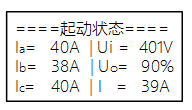 ====起动状态====
Ia= 40A | Ui = 401V
Ib= 38A | Uo= 90%
Ic= 40A | I = 39A